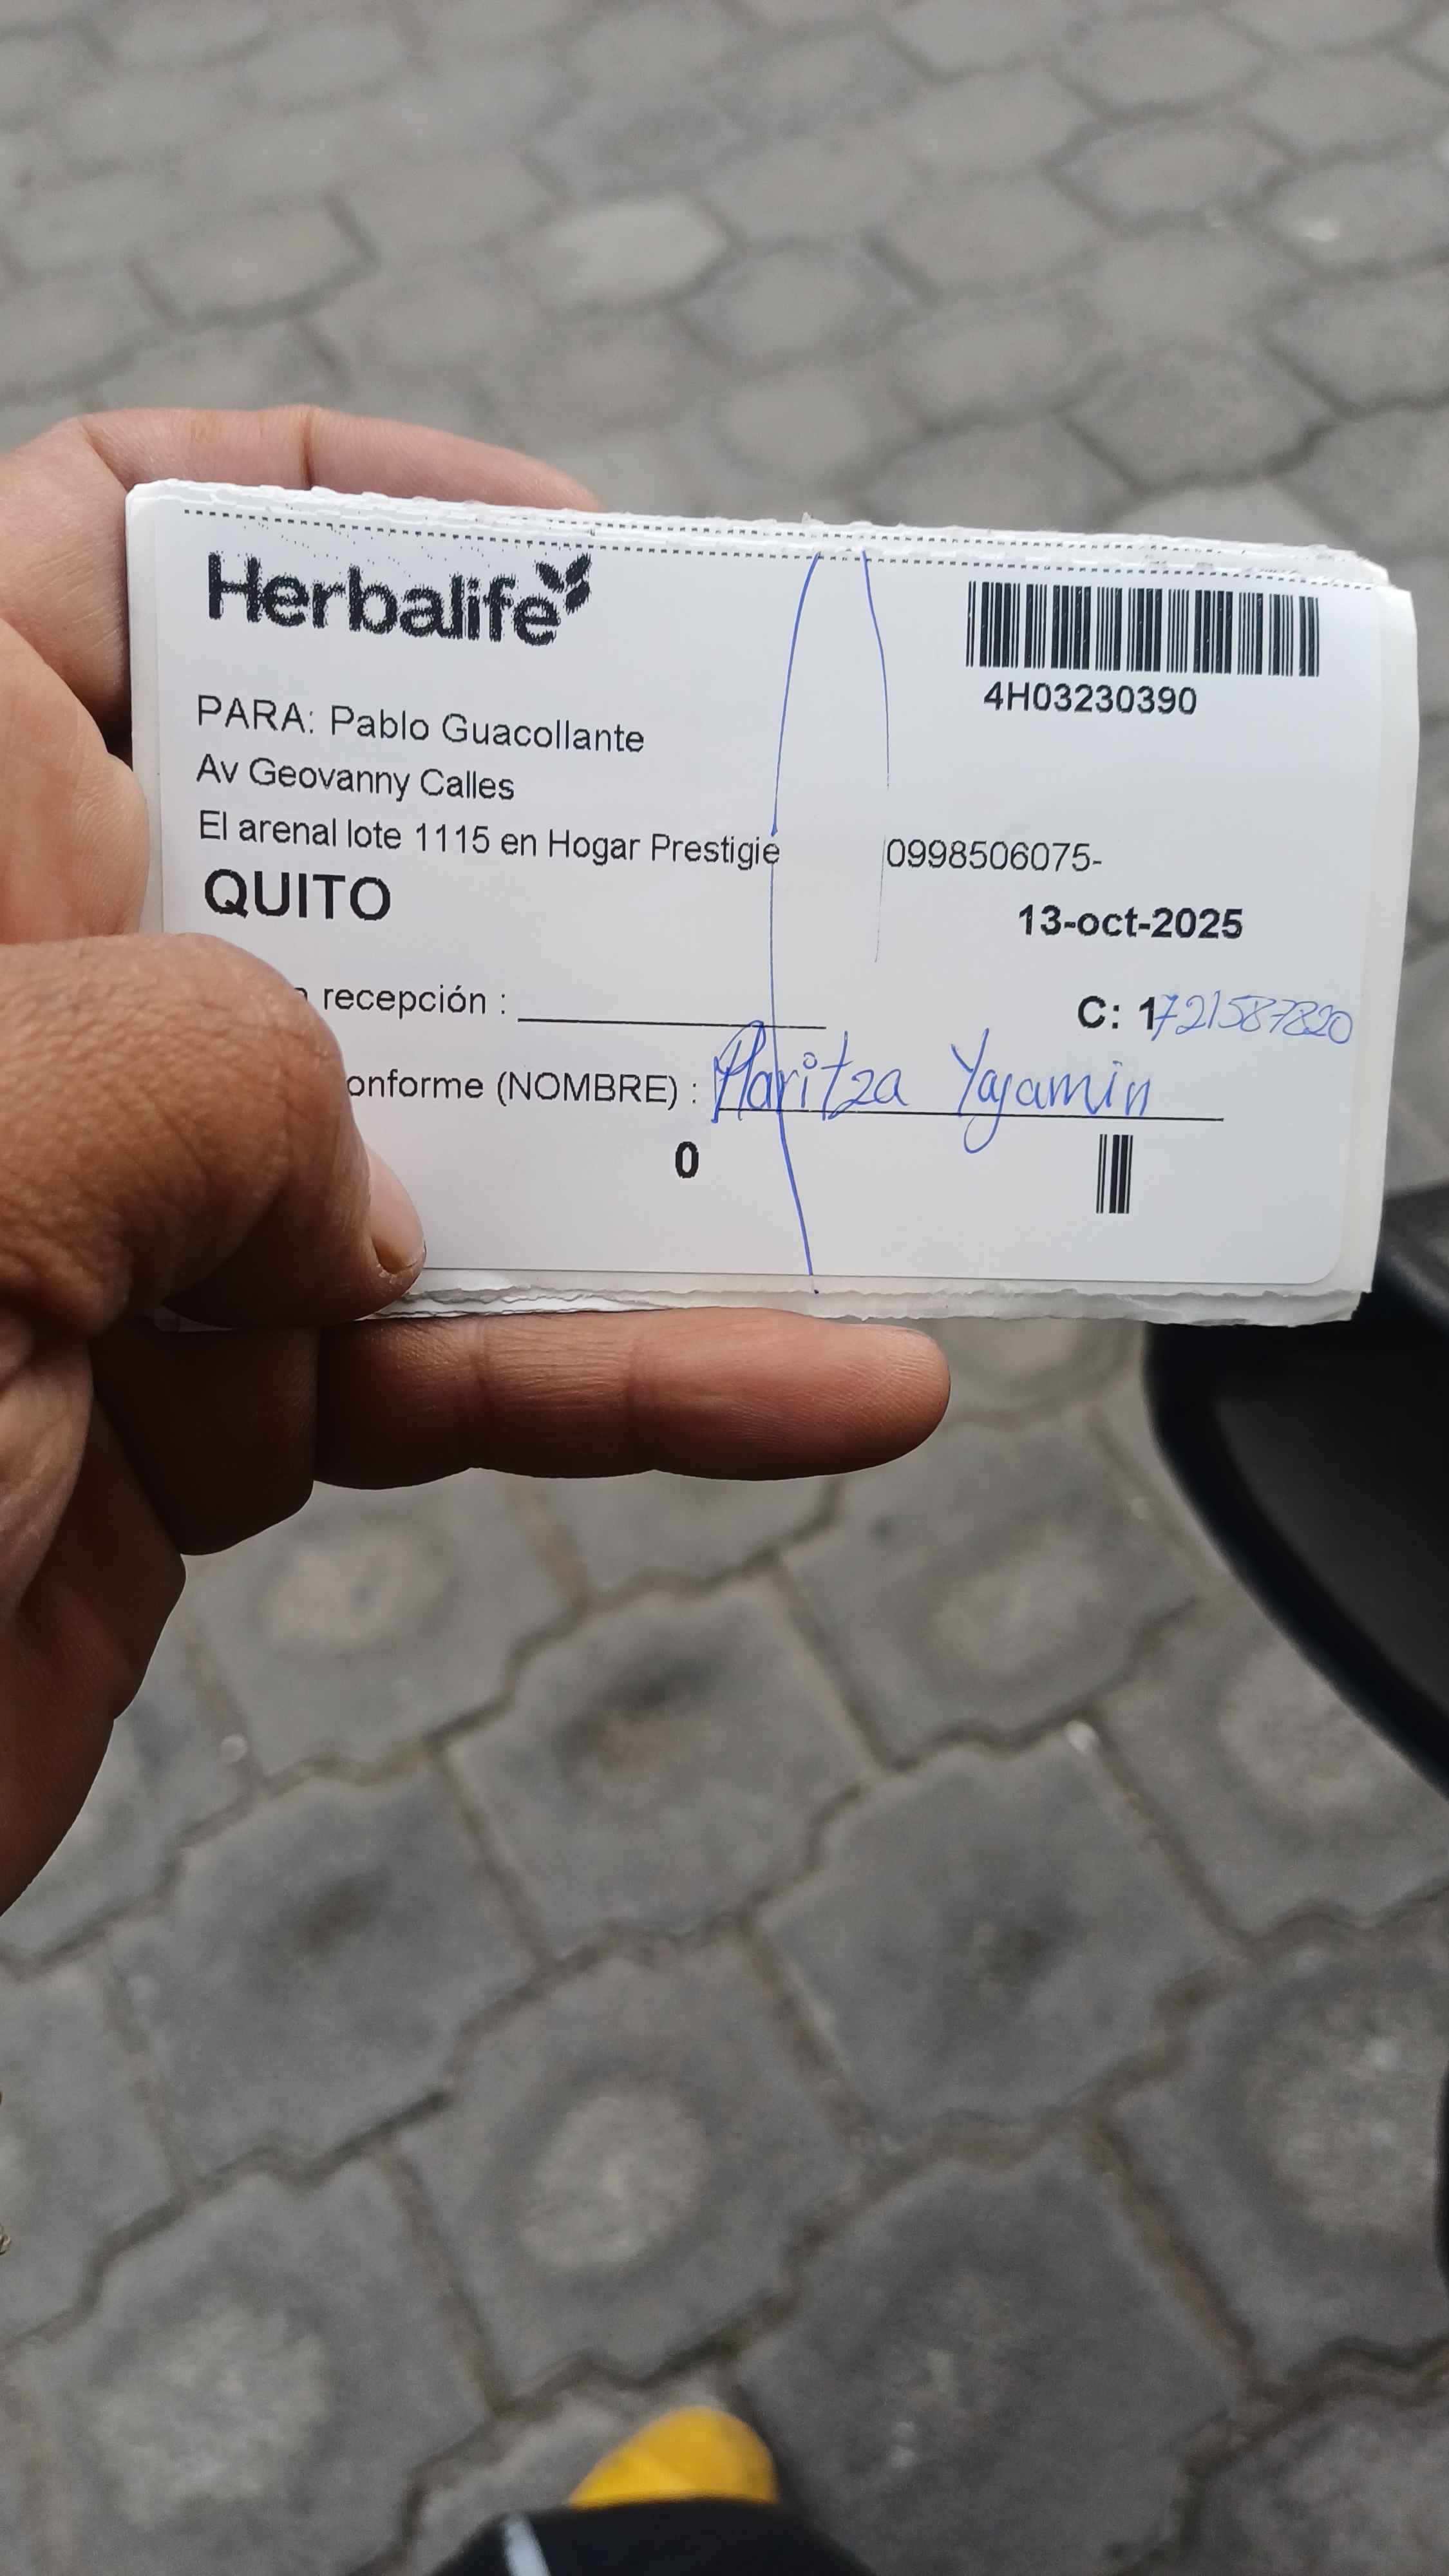 Herbalife
4H03230390
PARA: Pablo Guacollante
Av Geovanny Calles
El arenal lote 1115 en Hogar Prestigie 0998506075-
QUITO
13-oct-2025
recepción :
C: 1721587820
onforme (NOMBRE) : Maritza Yajamin
0